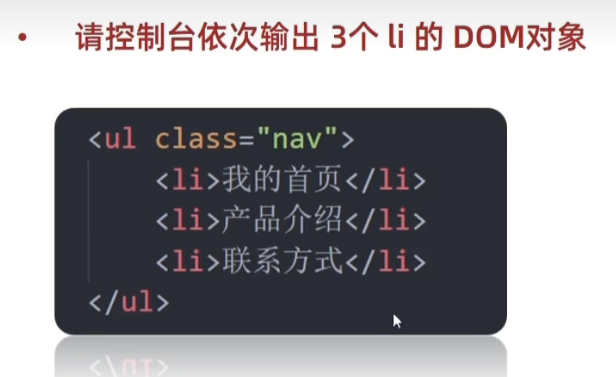 • 请控制台依次输出 3个 li 的 DOM对象
<ul class="nav">
<li>我的首页</li>
<li>产品介绍</li>
<li>联系方式</li>
</ul>